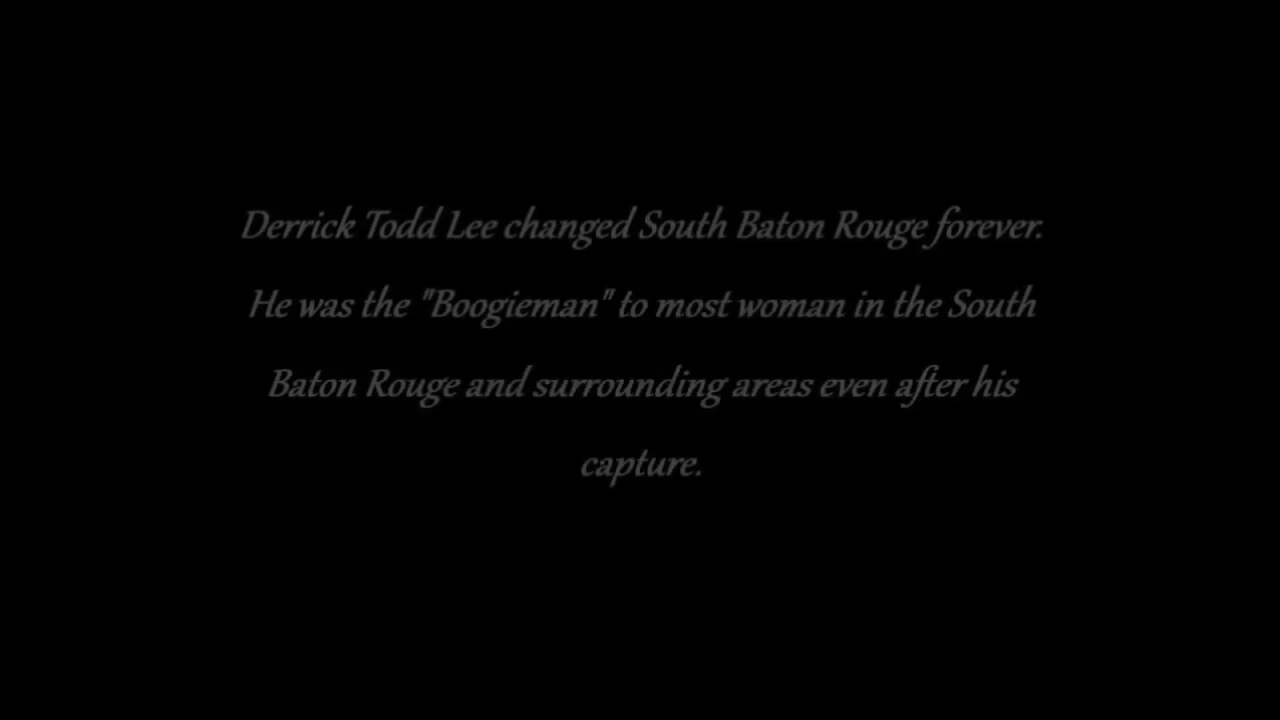 Derrick Todd Lee changed South Baton Rouge forever.
He was the "Boogieman" to most woman in the South
Baton Rouge and surrounding areas even after his
capture.